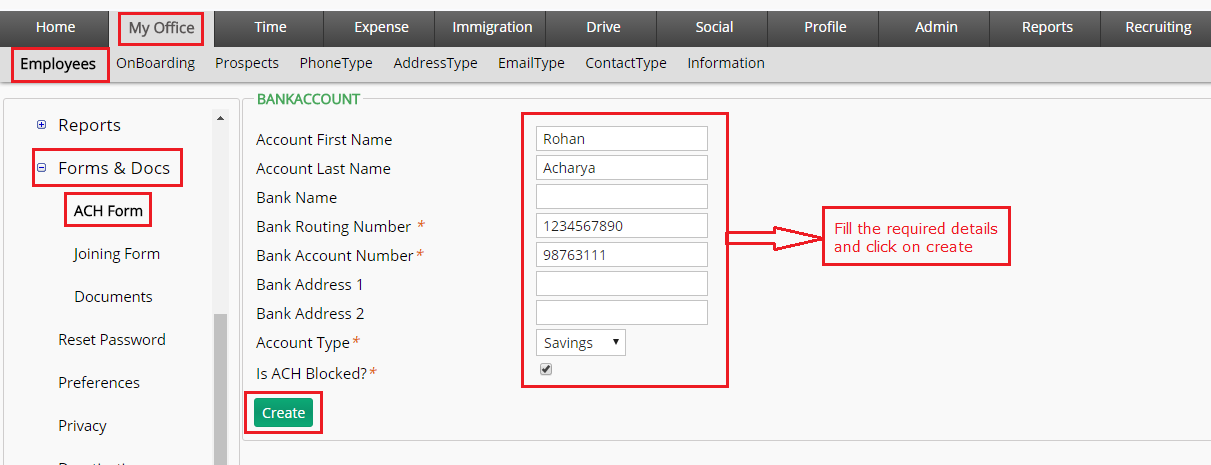 Home My Office Time Expense Immigration Drive Social Profile Admin Reports Recruiting
Employees OnBoarding Prospects PhoneType AddressType EmailType ContactType Information
Reports
Forms & Docs
ACH Form
Joining Form
Documents
Reset Password
Preferences
Privacy
BANKACCOUNT
Account First Name Rohan
Account Last Name Acharya
Bank Name
Bank Routing Number * 1234567890
Bank Account Number* 98763111
Bank Address 1
Bank Address 2
Account Type* Savings
Is ACH Blocked?*
Create
Fill the required details
and click on create